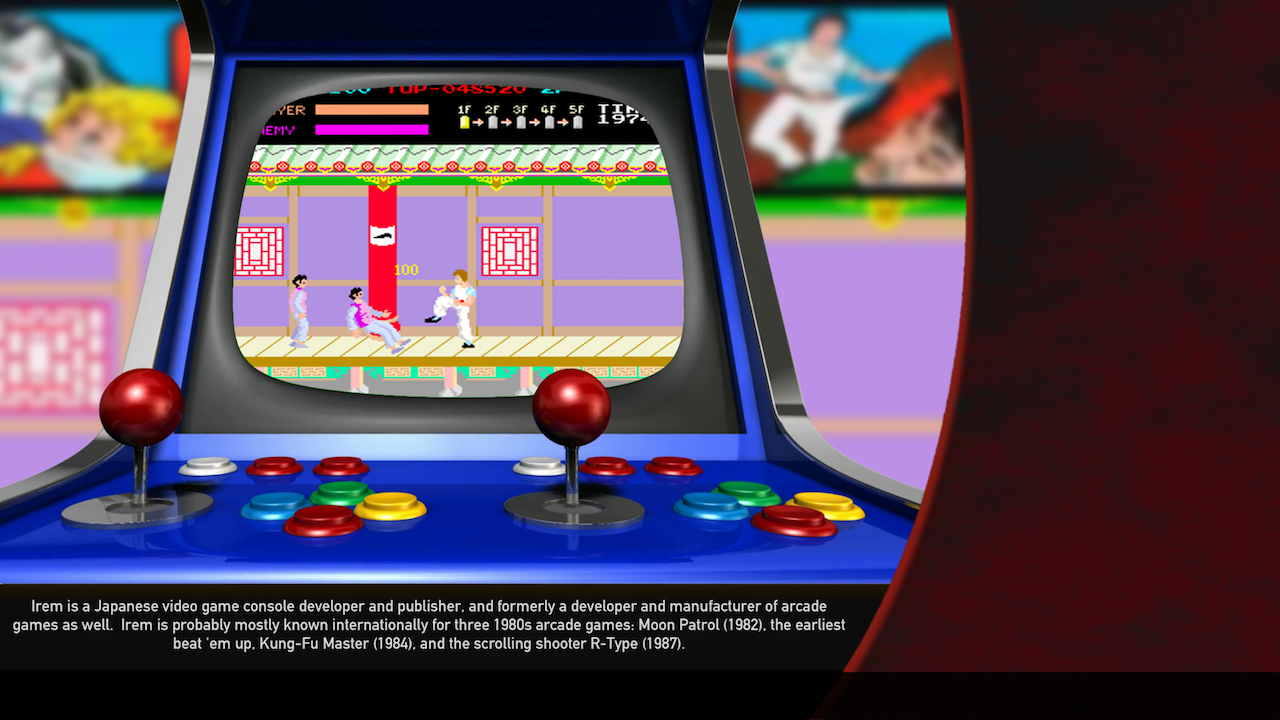 TOP-048520
1F 2F 3F 4F 5F
1974
100
Irem is a Japanese video game console developer and publisher, and formerly a developer and manufacturer of arcade
games as well.  Irem is probably mostly known internationally for three 1980s arcade games: Moon Patrol (1982), the earliest
beat 'em up, Kung-Fu Master (1984), and the scrolling shooter R-Type (1987).